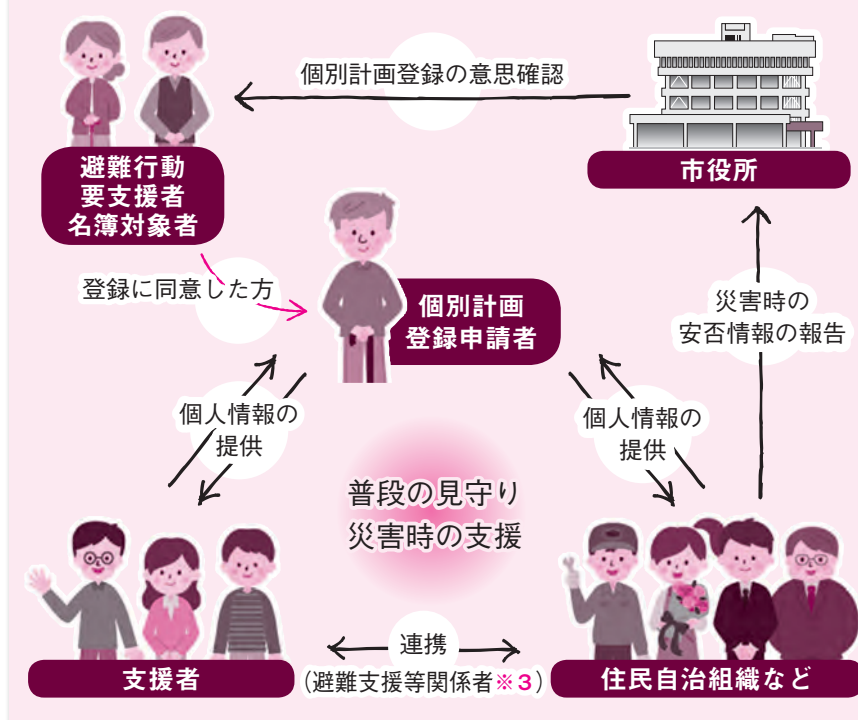 個別計画登録の意思確認
避難行動
要支援者
名簿対象者
市役所
登録に同意した方
個別計画
登録申請者
災害時の
安否情報の報告
個人情報の
提供
個人情報の
提供
普段の見守り
災害時の支援
連携
(避難支援等関係者※3)
支援者
住民自治組織など